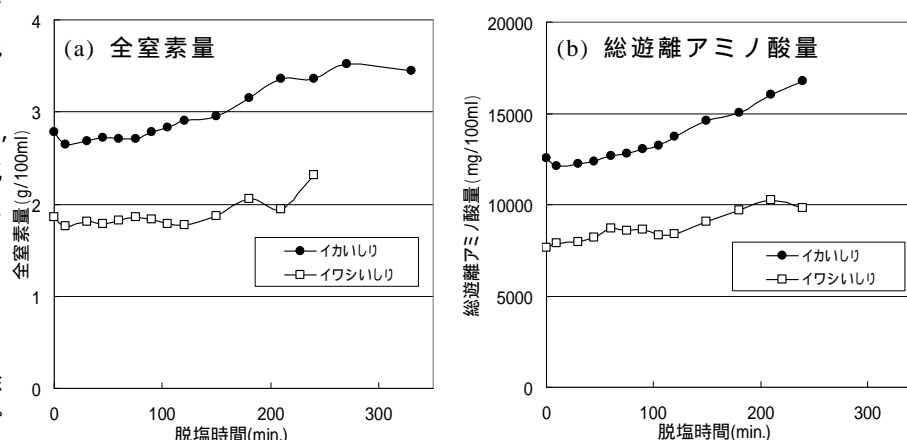 (a) 全窒素量
4
3
2
1
0
全窒素量(g/100ml)
イカいしり
イワシいしり
0
100
200
300
脱塩時間(min.)
(b) 総遊離アミノ酸量
20000
15000
10000
5000
0
総遊離アミノ酸量(mg/100ml)
イカいしり
イワシいしり
0
100
200
300
脱塩時間(min.)